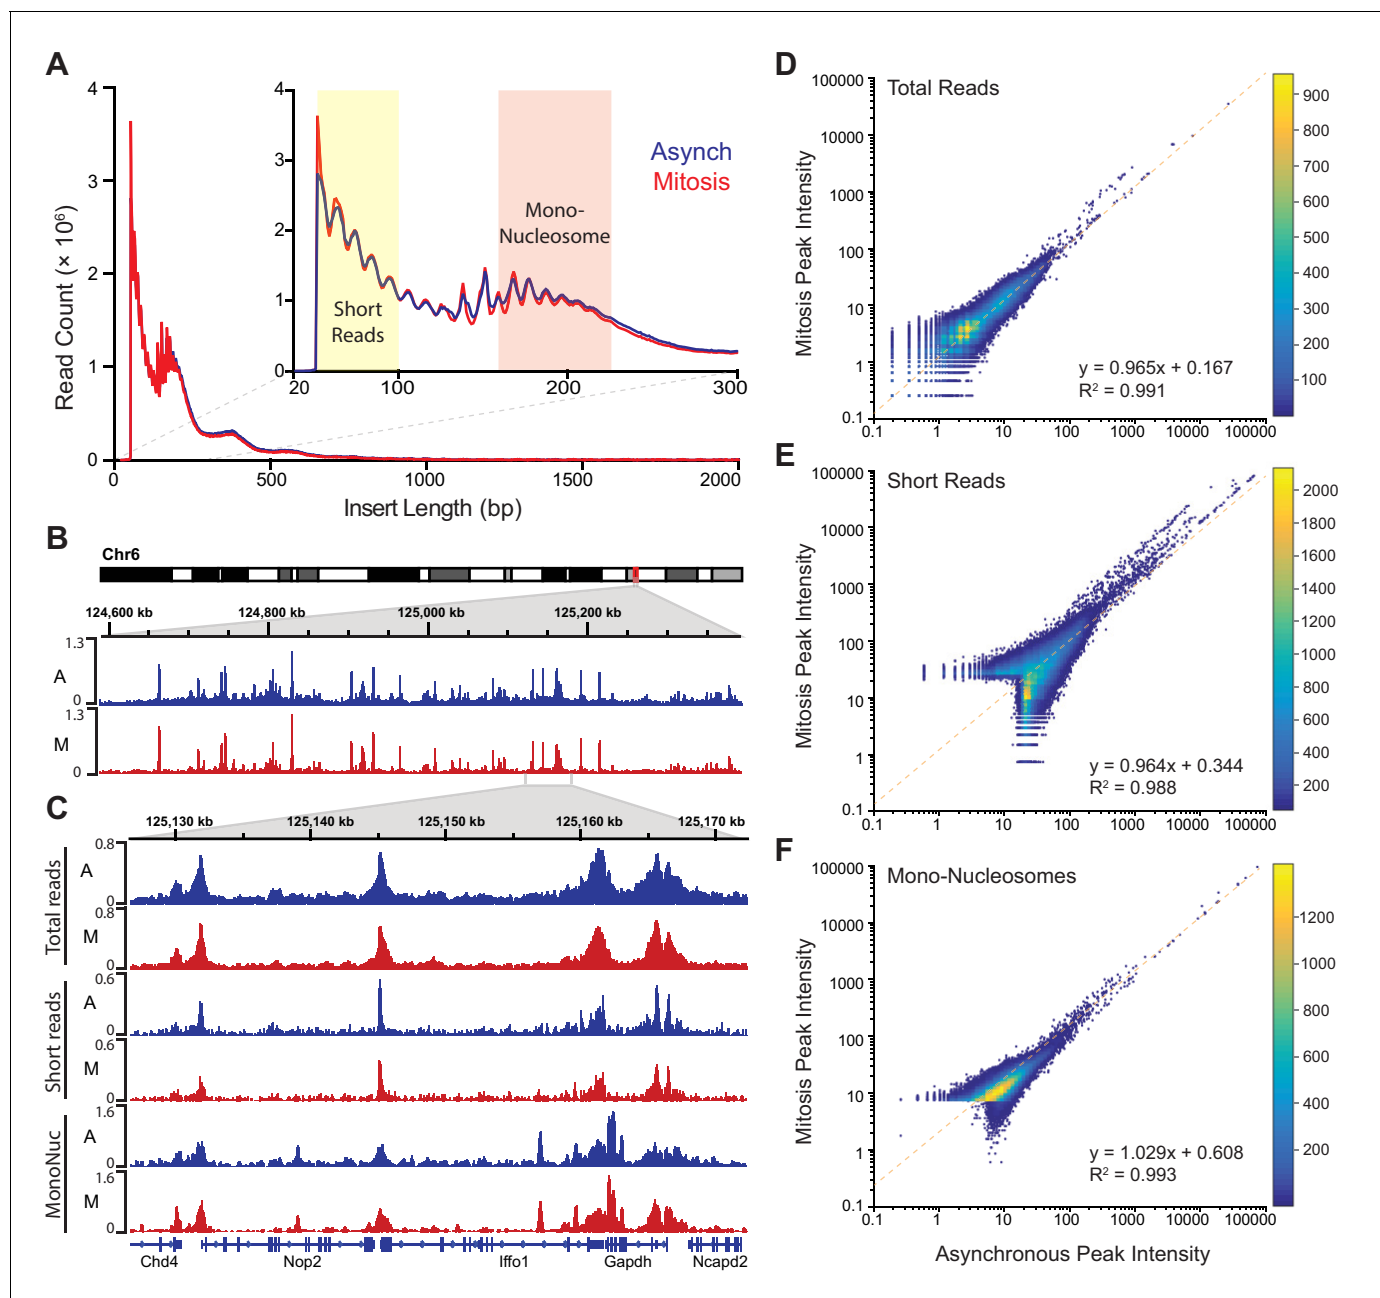 A
4
3
2
1
0
Read Count (× 10⁶)
0
500
1000
1500
2000
Insert Length (bp)
4
3
2
1
0
20
100
200
300
Short
Reads
Mono-
Nucleosome
Asynch
Mitosis
B
Chr6
124,600 kb
124,800 kb
125,000 kb
125,200 kb
1.3
A
0
1.3
M
0
C
125,130 kb
125,140 kb
125,150 kb
125,160 kb
125,170 kb
Total reads
0.8
A
0
0.8
M
0
Short reads
0.6
A
0
0.6
M
0
MonoNuc
1.6
A
0
1.6
M
0
Chd4
Nop2
Iffo1
Gapdh
Ncapd2
D
Total Reads
100000
10000
1000
100
10
1
0.1
Mitosis Peak Intensity
y = 0.965x + 0.167
R² = 0.991
0.1
1
10
100
1000
10000
100000
900
800
700
600
500
400
300
200
100
E
Short Reads
100000
10000
1000
100
10
1
0.1
Mitosis Peak Intensity
y = 0.964x + 0.344
R² = 0.988
0.1
1
10
100
1000
10000
100000
2000
1800
1600
1400
1200
1000
800
600
400
200
F
Mono-Nucleosomes
100000
10000
1000
100
10
1
0.1
Mitosis Peak Intensity
y = 1.029x + 0.608
R² = 0.993
0.1
1
10
100
1000
10000
100000
Asynchronous Peak Intensity
1200
1000
800
600
400
200